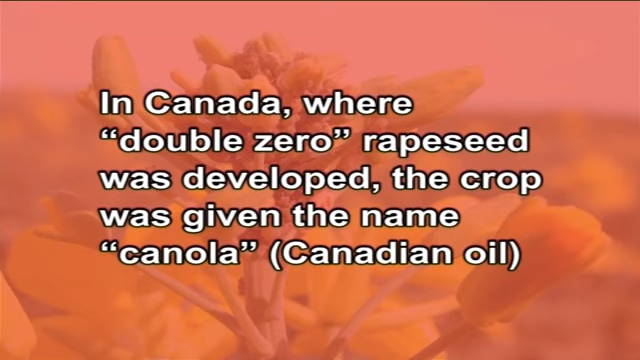 In Canada, where
“double zero” rapeseed
was developed, the crop
was given the name
“canola” (Canadian oil)